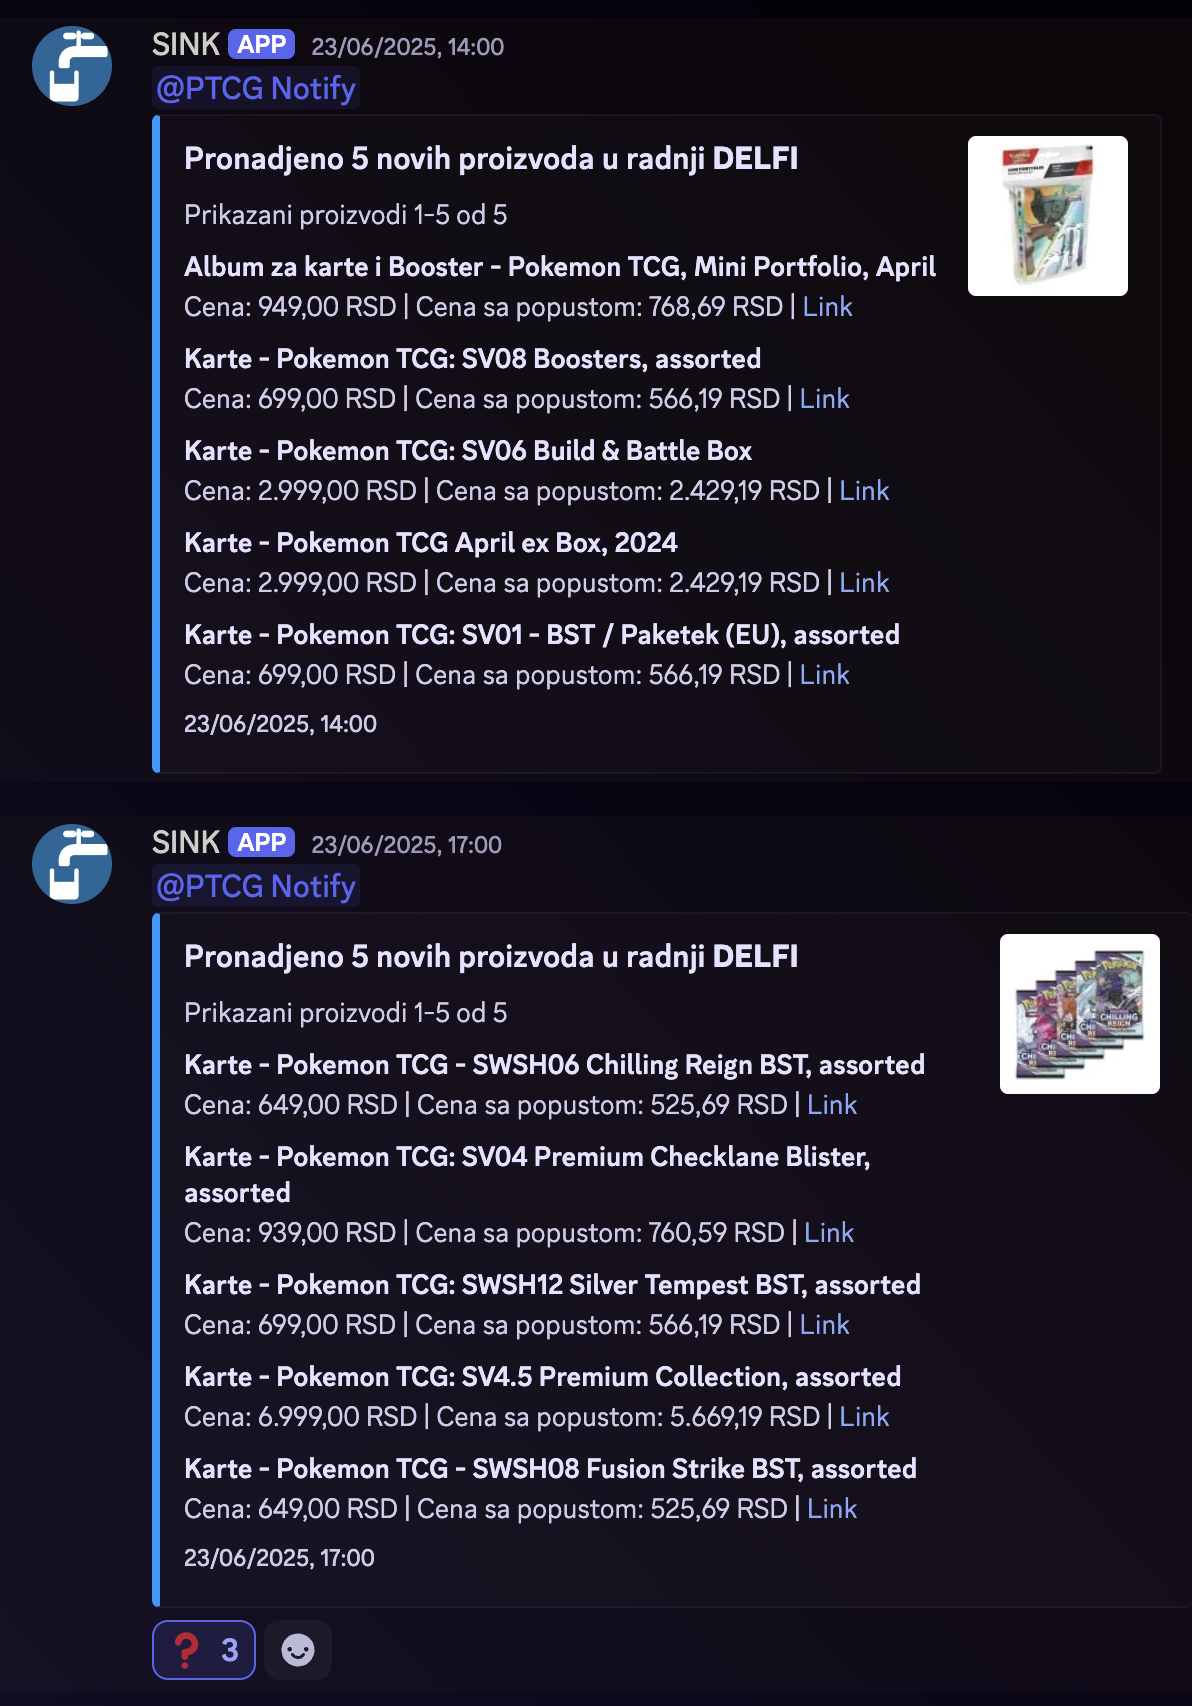 SINK APP 23/06/2025, 14:00
@PTCG Notify
Pronadjeno 5 novih proizvoda u radnji DELFI
Prikazani proizvodi 1-5 od 5
Album za karte i Booster - Pokemon TCG, Mini Portfolio, April
Cena: 949,00 RSD | Cena sa popustom: 768,69 RSD | Link
Karte - Pokemon TCG: SV08 Boosters, assorted
Cena: 699,00 RSD | Cena sa popustom: 566,19 RSD | Link
Karte - Pokemon TCG: SV06 Build & Battle Box
Cena: 2.999,00 RSD | Cena sa popustom: 2.429,19 RSD | Link
Karte - Pokemon TCG April ex Box, 2024
Cena: 2.999,00 RSD | Cena sa popustom: 2.429,19 RSD | Link
Karte - Pokemon TCG: SV01 - BST / Paketek (EU), assorted
Cena: 699,00 RSD | Cena sa popustom: 566,19 RSD | Link
23/06/2025, 14:00
SINK APP 23/06/2025, 17:00
@PTCG Notify
Pronadjeno 5 novih proizvoda u radnji DELFI
Prikazani proizvodi 1-5 od 5
CHILLING
REIGN
Karte - Pokemon TCG - SWSH06 Chilling Reign BST, assorted
Cena: 649,00 RSD | Cena sa popustom: 525,69 RSD | Link
Karte - Pokemon TCG: SV04 Premium Checklane Blister,
assorted
Cena: 939,00 RSD | Cena sa popustom: 760,59 RSD | Link
Karte - Pokemon TCG: SWSH12 Silver Tempest BST, assorted
Cena: 699,00 RSD | Cena sa popustom: 566,19 RSD | Link
Karte - Pokemon TCG: SV4.5 Premium Collection, assorted
Cena: 6.999,00 RSD | Cena sa popustom: 5.669,19 RSD | Link
Karte - Pokemon TCG - SWSH08 Fusion Strike BST, assorted
Cena: 649,00 RSD | Cena sa popustom: 525,69 RSD | Link
23/06/2025, 17:00
❓ 3